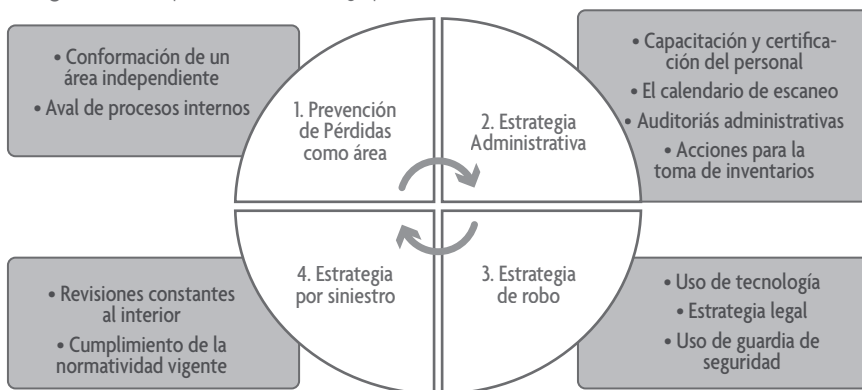 • Conformación de un
área independiente
• Aval de procesos internos
1. Prevención
de Pérdidas
como área
2. Estrategia
Administrativa
• Capacitación y certifica-
ción del personal
• El calendario de escaneo
• Auditoriás administrativas
• Acciones para la
toma de inventarios
• Revisiones constantes
al interior
• Cumplimiento de la
normatividad vigente
4. Estrategia
por siniestro
3. Estrategia
de robo
• Uso de tecnología
• Estrategia legal
• Uso de guardia de
seguridad